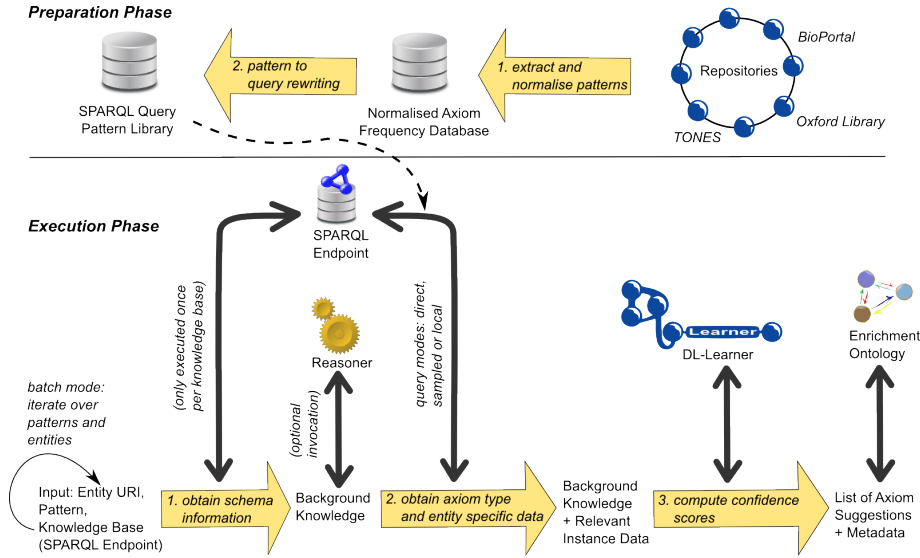 Preparation Phase
BioPortal
2. pattern to
query rewriting
1. extract and
normalise patterns
Repositories
SPARQL Query
Pattern Library
Normalised Axiom
Frequency Database
Oxford Library
TONES
Execution Phase
SPARQL
Endpoint
(only executed once
per knowledge base)
query modes: direct,
sampled or local
Reasoner
Learner
DL-Learner
Enrichment
Ontology
batch mode:
iterate over
patterns and
entities
(optional
invocation)
Input: Entity URI,
Pattern,
Knowledge Base
(SPARQL Endpoint)
1. obtain schema
information
Background
Knowledge
2. obtain axiom type
and entity specific data
Background
Knowledge
+ Relevant
Instance Data
3. compute confidence
scores
List of Axiom
Suggestions
+ Metadata